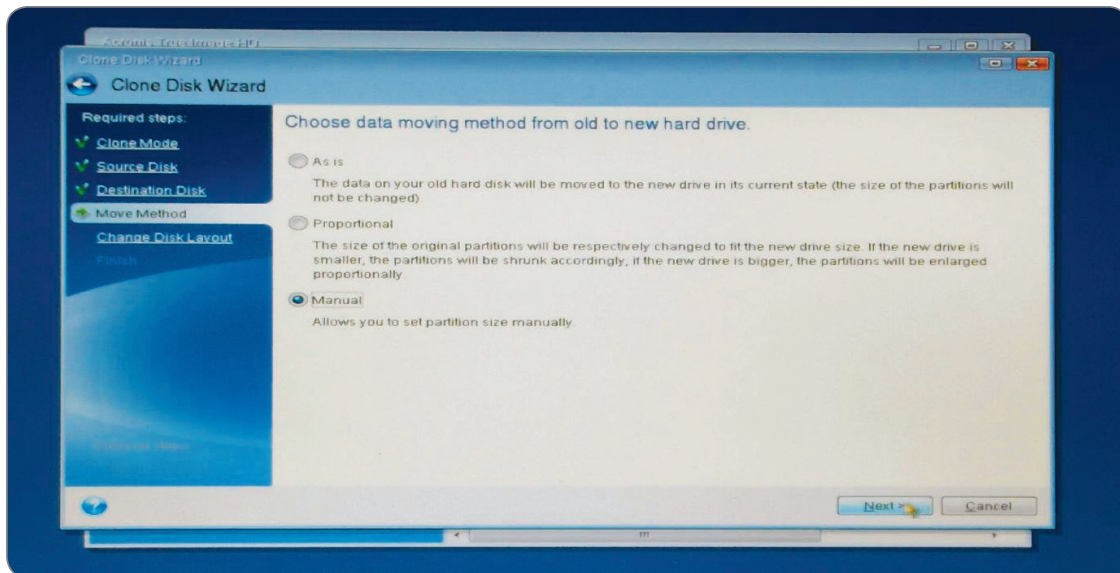 Acronis True Image HD
Clone Disk Wizard
Clone Disk Wizard
Required steps:
Clone Mode
Source Disk
Destination Disk
Move Method
Change Disk Layout
Finish
Choose data moving method from old to new hard drive.
As is
The data on your old hard disk will be moved to the new drive in its current state (the size of the partitions will
not be changed).
Proportional
The size of the original partitions will be respectively changed to fit the new drive size. If the new drive is
smaller, the partitions will be shrunk accordingly; if the new drive is bigger, the partitions will be enlarged
proportionally.
Manual
Allows you to set partition size manually.
Next >
Cancel